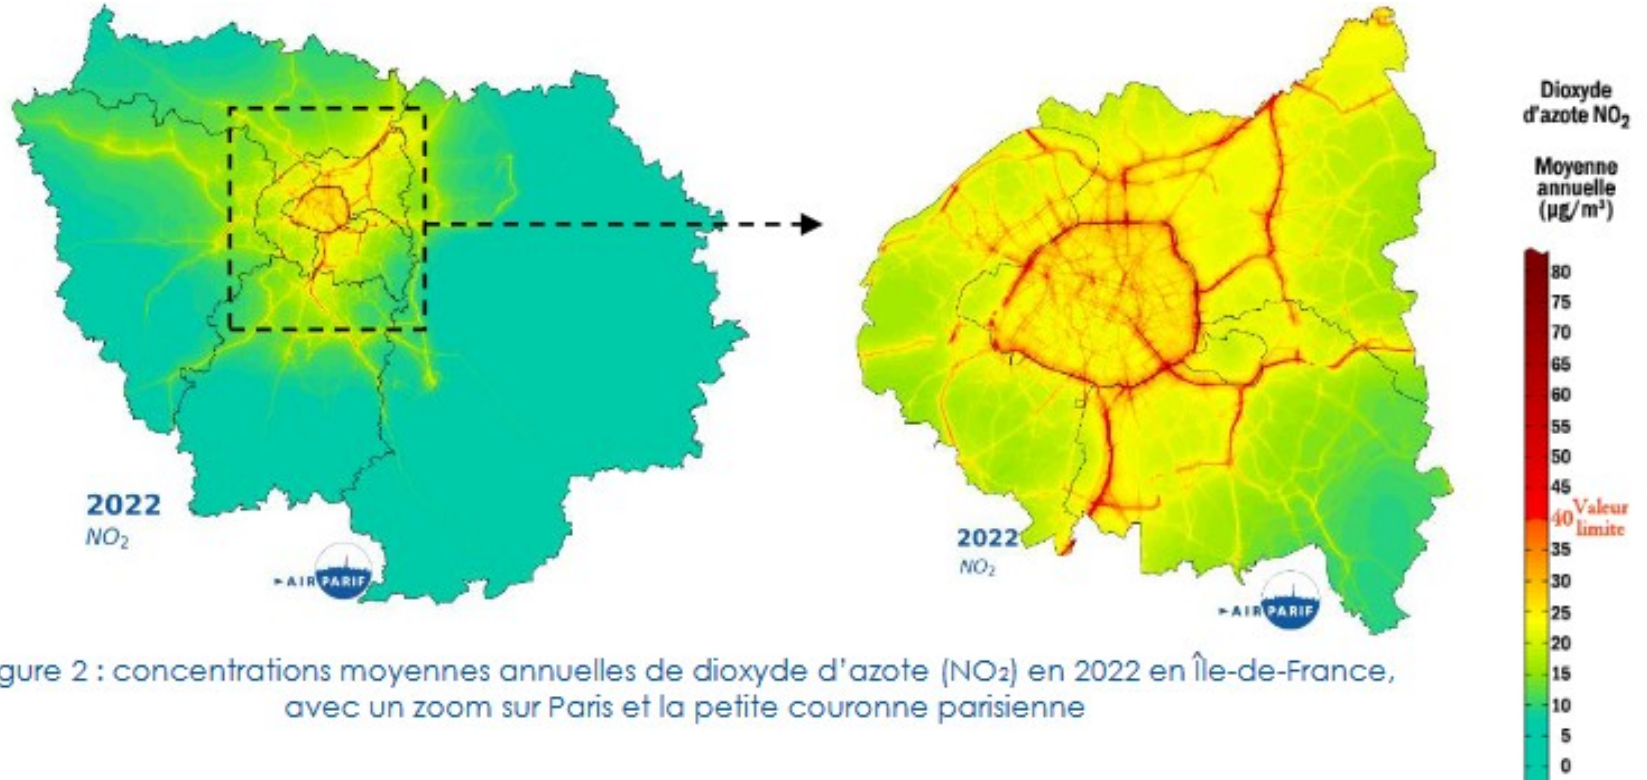 Dioxyde
d'azote NO2
Moyenne
annuelle
(µg/m³)
80
75
70
65
60
55
50
45
40 Valeur
limite
35
30
25
20
15
10
5
0
2022
NO2
AIRPARIF
2022
NO2
AIRPARIF
gure 2 : concentrations moyennes annuelles de dioxyde d'azote (NO2) en 2022 en Île-de-France,
avec un zoom sur Paris et la petite couronne parisienne